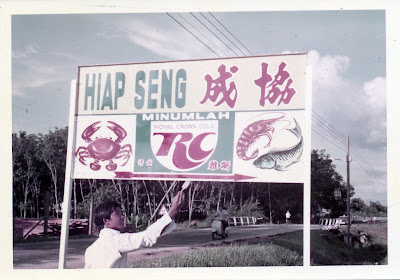 HIAP SENG 成協
MINUMLAH
ROYAL CROWN COLA
RC